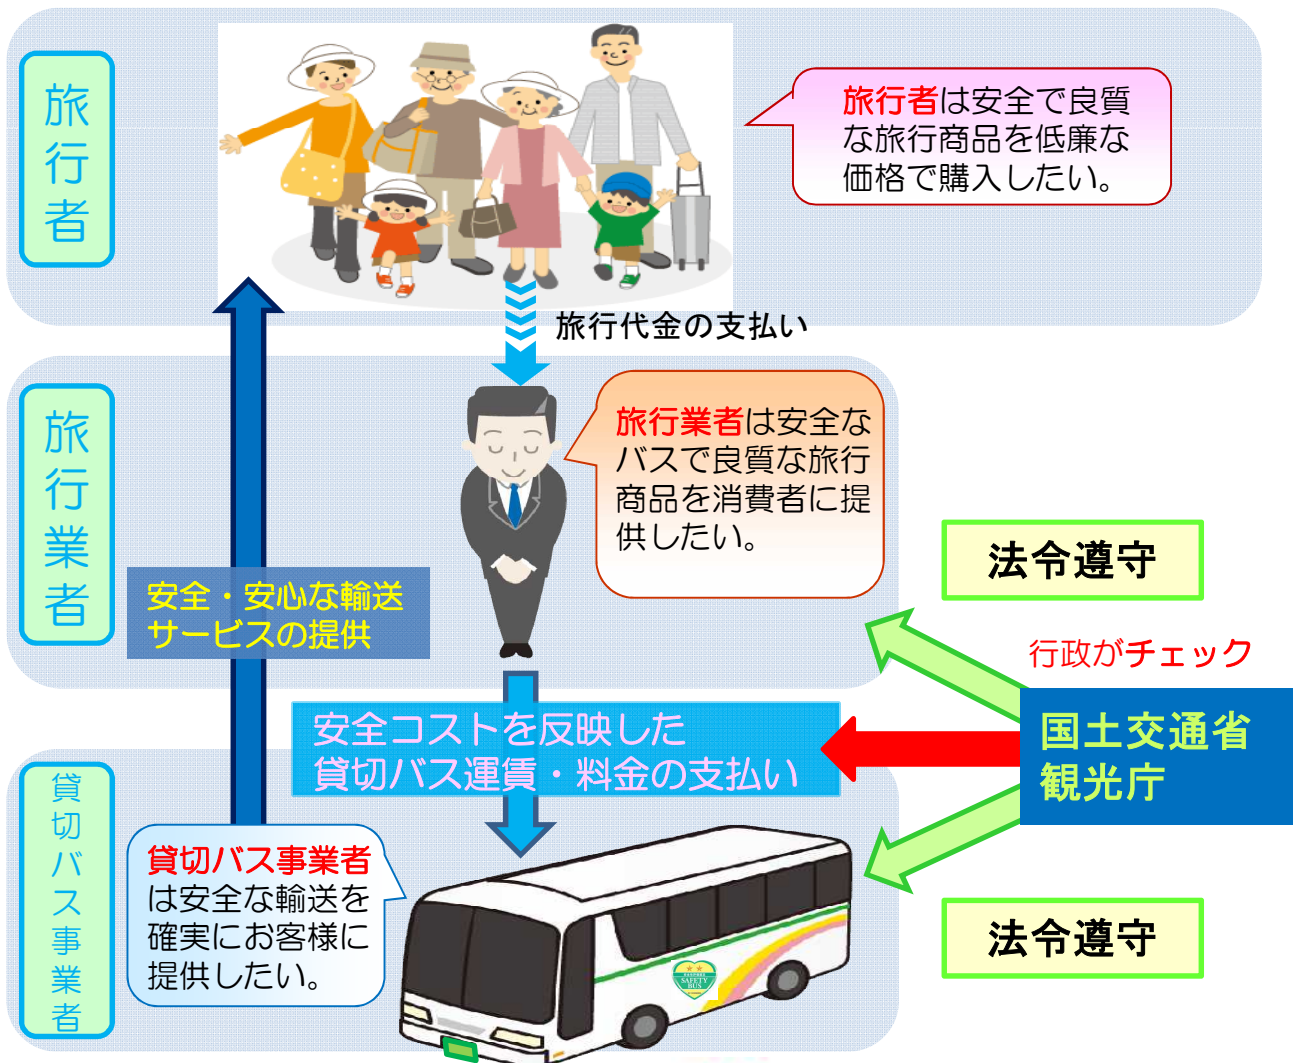 旅行者
旅行者は安全で良質
な旅行商品を低廉な
価格で購入したい。
旅行代金の支払い
旅行業者
旅行業者は安全な
バスで良質な旅行
商品を消費者に提
供したい。
法令遵守
安全・安心な輸送
サービスの提供
行政がチェック
国土交通省
観光庁
安全コストを反映した
貸切バス運賃・料金の支払い
貸切バス事業者
貸切バス事業者
は安全な輸送を
確実にお客様に
提供したい。
法令遵守
SAFETY
BUS